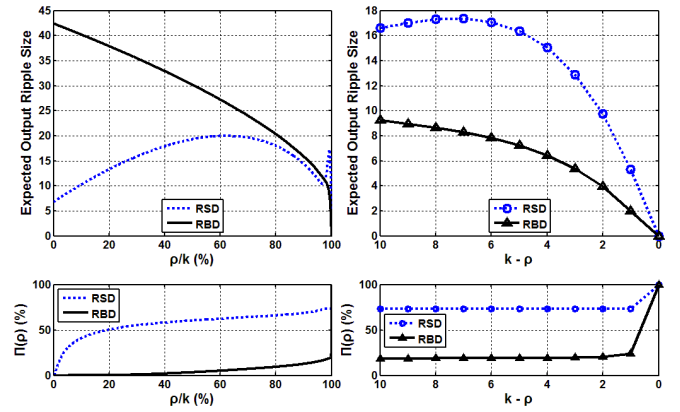 Expected Output Ripple Size
45
40
35
30
25
20
15
10
5
0
RSD
RBD
0 20 40 60 80 100
ρ/k (%)
Expected Output Ripple Size
18
16
14
12
10
8
6
4
2
0
RSD
RBD
10 8 6 4 2 0
k - ρ
Π(ρ) (%)
100
50
0
RSD
RBD
0 20 40 60 80 100
ρ/k (%)
Π(ρ) (%)
100
50
0
RSD
RBD
10 8 6 4 2 0
k - ρ